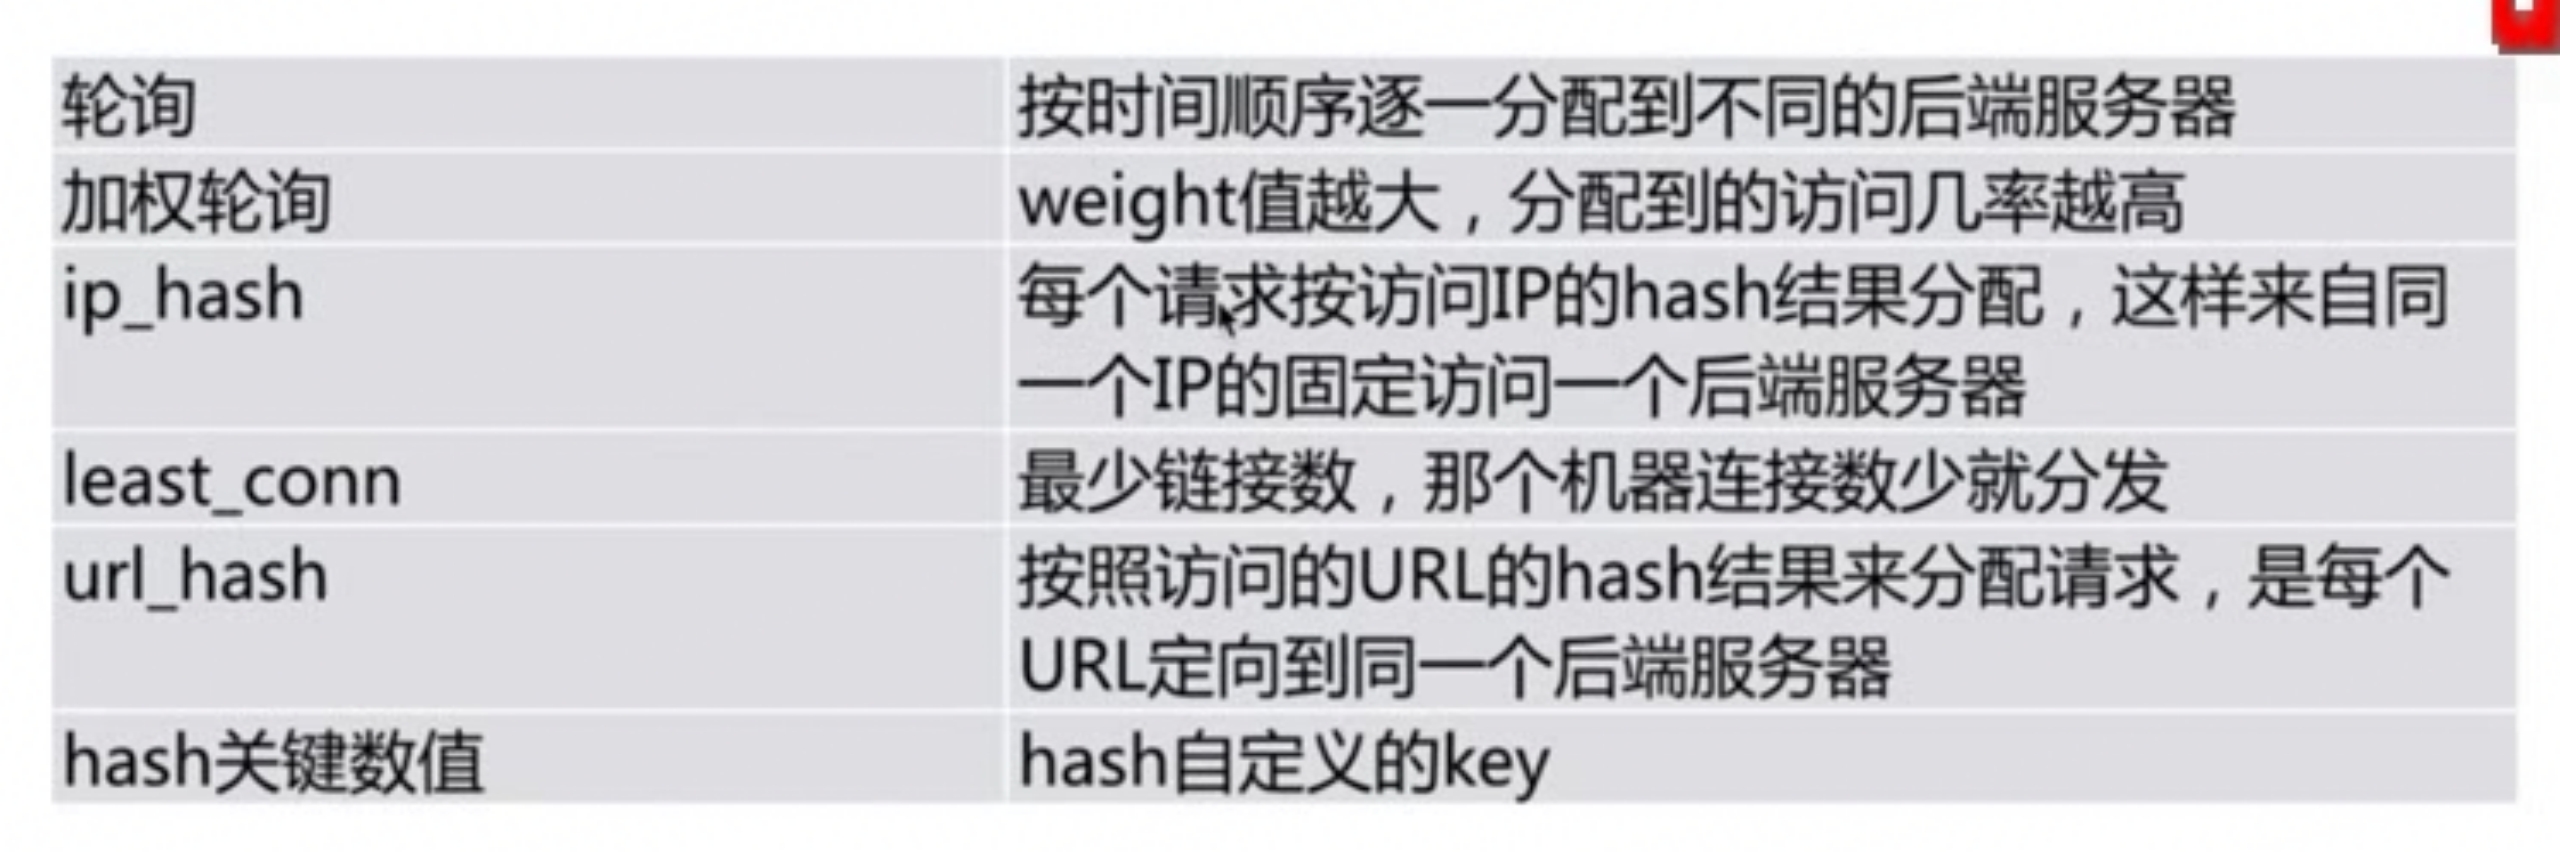 轮询 按时间顺序逐一分配到不同的后端服务器
加权轮询 weight值越大，分配到的访问几率越高
ip_hash 每个请求按访问IP的hash结果分配，这样来自同
一个IP的固定访问一个后端服务器
least_conn 最少链接数，那个机器连接数少就分发
url_hash 按照访问的URL的hash结果来分配请求，是每个
URL定向到同一个后端服务器
hash关键数值 hash自定义的key